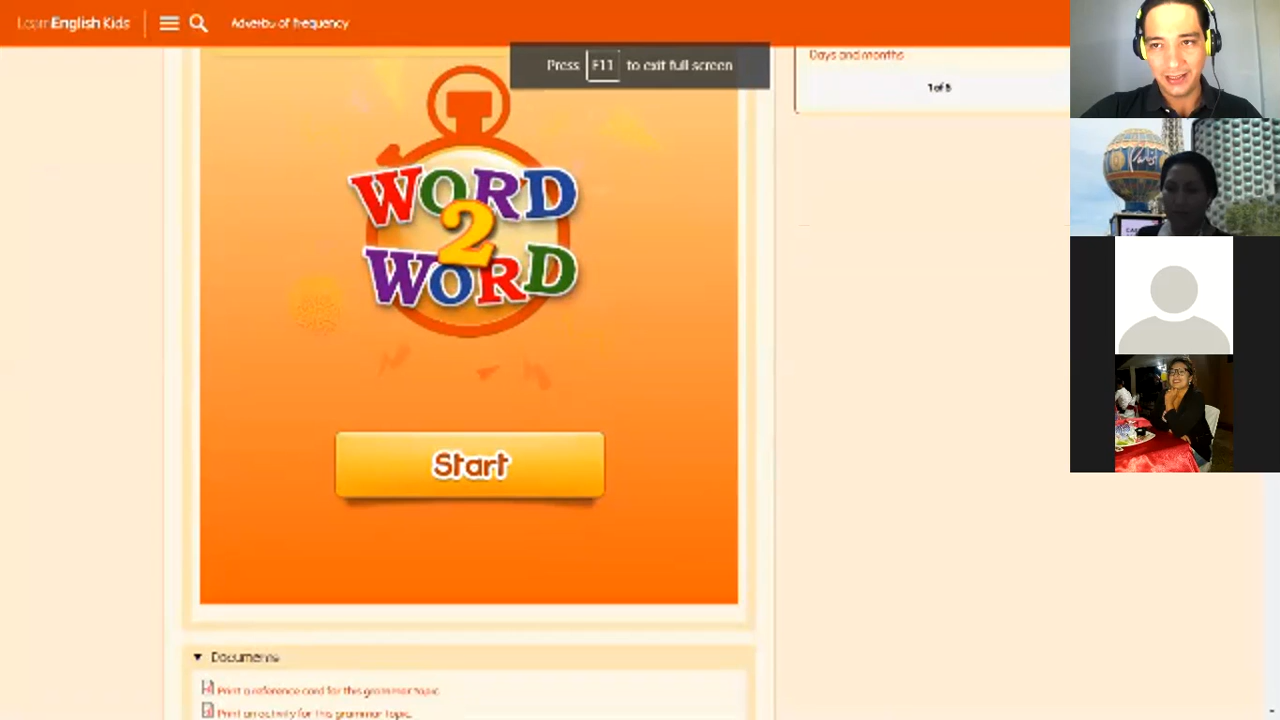 LearnEnglish Kids
Adverbs of frequency
Press F11 to exit full screen
Days and months
1 of 5
WORD
2
WORD
Start
Documents
Print a reference card for this grammar topic.
Print an activity for this grammar topic.